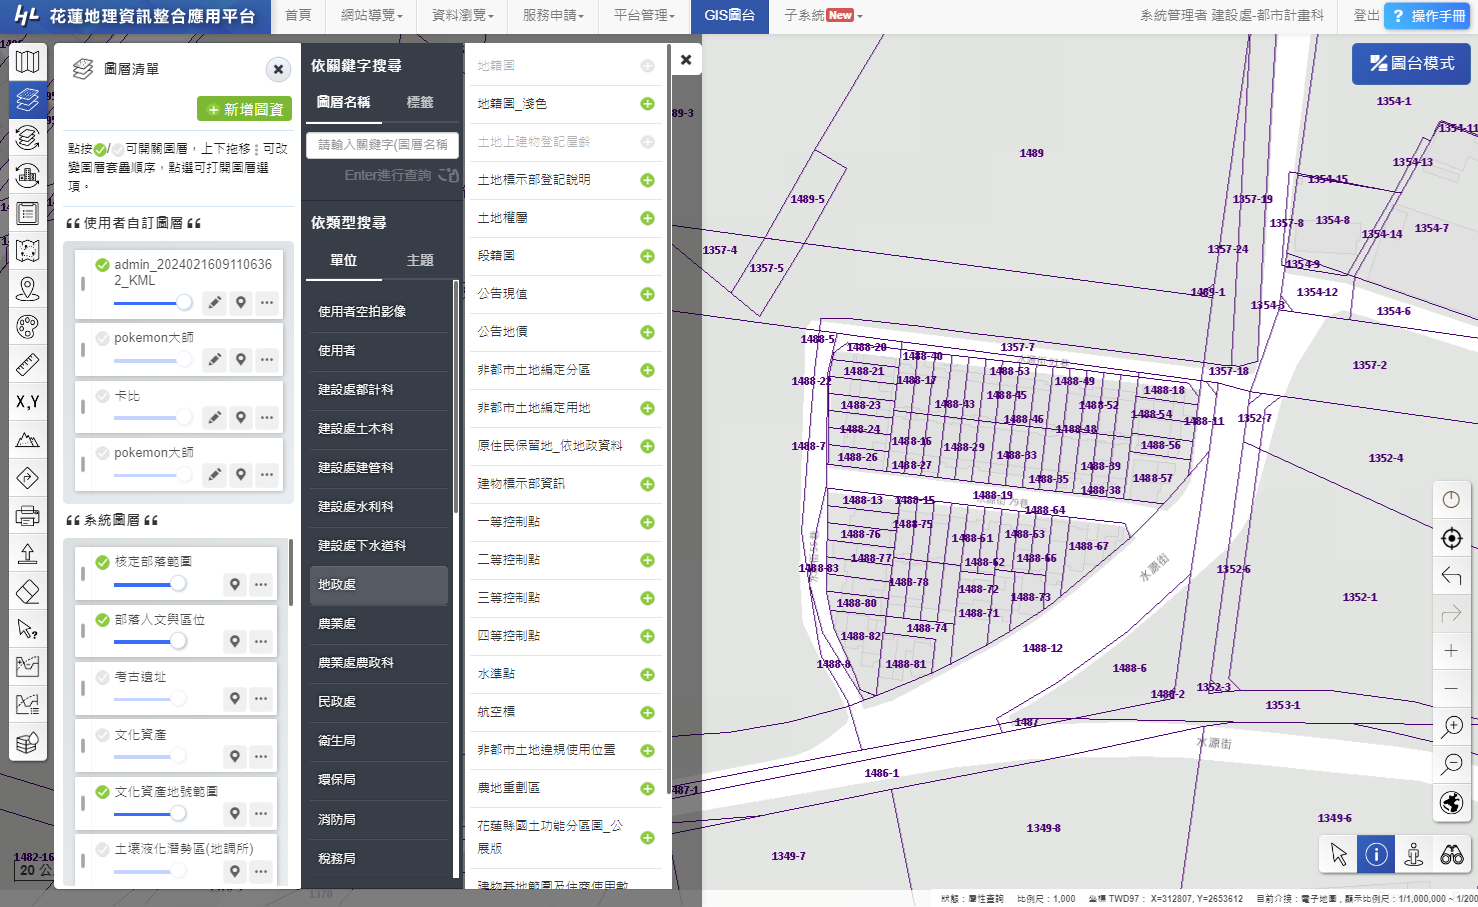 花蓮地理資訊整合應用平台
首頁
網站導覽
資料瀏覽
服務申請
平台管理
GIS圖台
子系統 New
系統管理者 建設處-都市計畫科
登出
? 操作手冊
圖台模式
圖層清單
新增圖資
點按/可開關圖層，上下拖移⋮可改
變圖層套疊順序，點選可打開圖層選
項。
使用者自訂圖層
admin_2024021609110636
2_KML
pokemon大師
卡比
pokemon大師
系統圖層
核定部落範圍
部落人文與區位
考古遺址
文化資產
文化資產地號範圍
土壤液化潛勢區(地調所)
X,Y
依關鍵字搜尋
圖層名稱
標籤
請輸入關鍵字(圖層名稱
Enter進行查詢
依類型搜尋
單位
主題
使用者空拍影像
使用者
建設處都計科
建設處土木科
建設處建管科
建設處水利科
建設處下水道科
地政處
農業處
農業處農政科
民政處
衛生局
環保局
消防局
稅務局
地籍圖
地籍圖_淺色
土地上建物登記屋齡
土地標示部登記說明
土地權屬
段籍圖
公告現值
公告地價
非都市土地編定分區
非都市土地編定用地
原住民保留地_依地政資料
建物標示部資訊
一等控制點
二等控制點
三等控制點
四等控制點
水準點
航空標
非都市土地違規使用位置
農地重劃區
花蓮縣國土功能分區圖_公
展版
建物基地範圍及住商使用數
1489
1489-5
1357-4
1357-5
1489-1
1354-1
1354-11
1354-13
1354-15
1357-19
1354-8
1357-8
1354-14
1354-7
1357-24
1354-9
1354-12
1354-3
1354-6
1488-5
1488-20
1488-40
1357-7
1357-18
1357-2
1488-21
1488-53
1488-22
1488-17
1488-49
1488-18
1488-45
1488-23
1488-43
1488-52
1488-54
1488-46
1488-11
1352-7
1488-24
1488-48
1488-7
1488-16
1488-29
1488-56
1488-26
1488-33
1352-4
1488-27
1488-39
1488-35
1488-57
1488-38
1488-13
1488-15
1488-19
水源街 79巷
1488-64
1488-75
1488-76
1488-61
1488-63
1488-67
1488-77
1488-62
1488-66
1488-83
水源街
1352-6
1488-78
1488-72
1488-80
1488-73
1352-1
1488-71
1488-74
1488-82
1488-12
1488-8
1488-81
1488-6
1486-2
1352-3
1353-1
1487
水源街
1486-1
1349-6
1349-8
1349-7
1482-16
20 公
1370
狀態：屬性查詢
比例尺：1,000
坐標 TWD97： X=312807, Y=2653612
目前介接：電子地圖，顯示比例尺：1/1,000,000 ~ 1/200